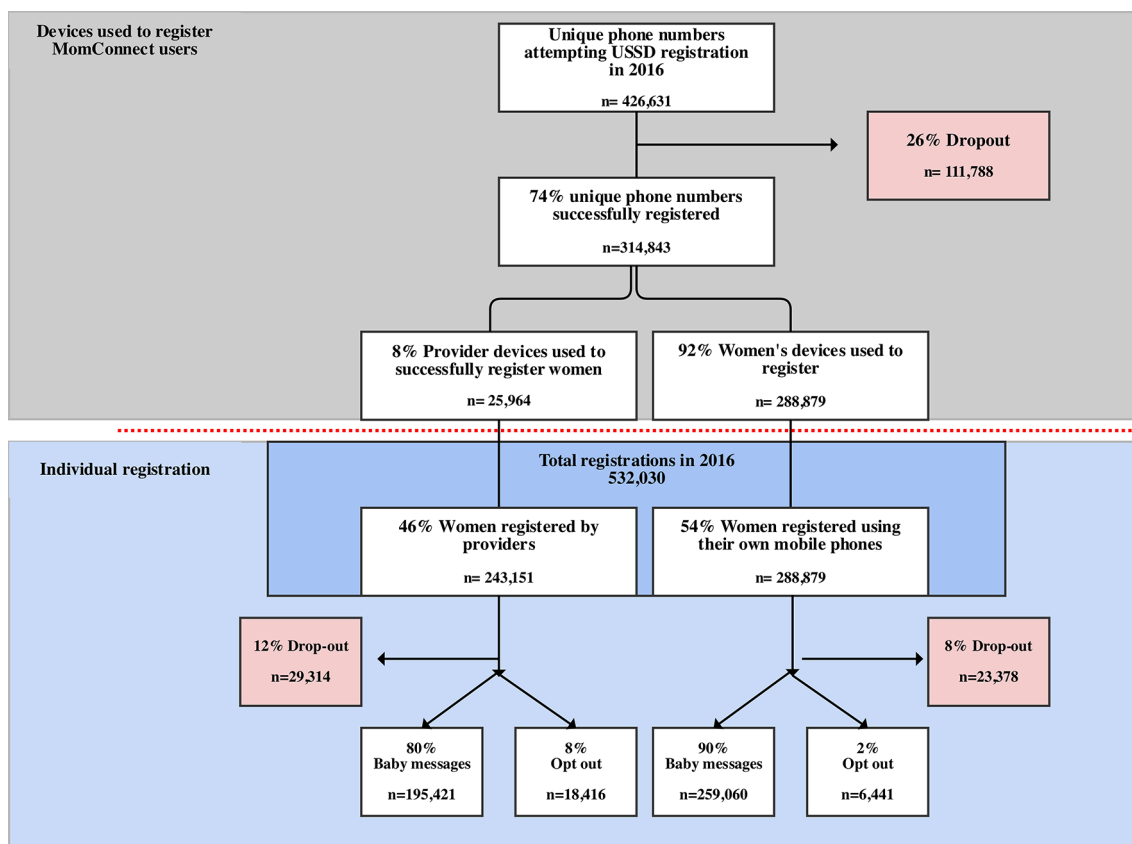 Devices used to register
MomConnect users
Unique phone numbers
attempting USSD registration
in 2016
n= 426,631
26% Dropout
n= 111,788
74% unique phone numbers
successfully registered
n=314,843
8% Provider devices used to
successfully register women
n= 25,964
92% Women's devices used to
register
n= 288,879
Individual registration
Total registrations in 2016
532,030
46% Women registered by
providers
n= 243,151
54% Women registered using
their own mobile phones
n= 288,879
12% Drop-out
n=29,314
8% Drop-out
n=23,378
80%
Baby messages
n=195,421
8%
Opt out
n=18,416
90%
Baby messages
n=259,060
2%
Opt out
n=6,441